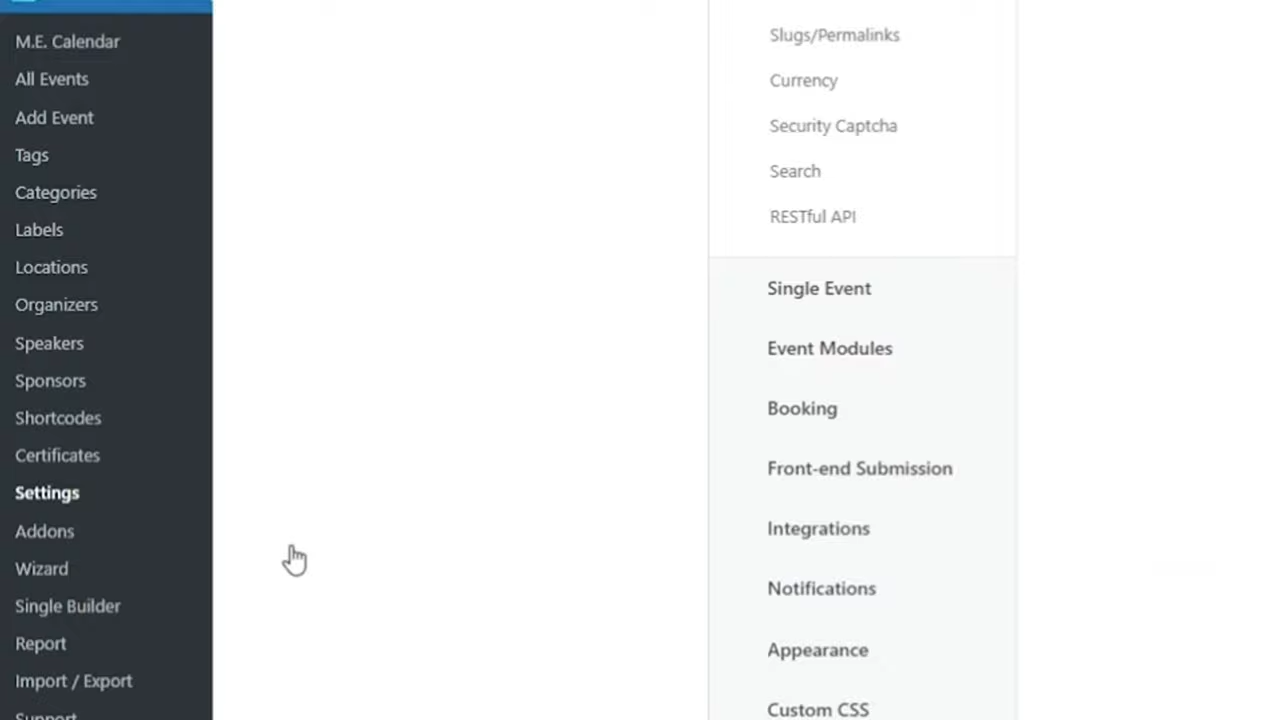 M.E. Calendar
All Events
Add Event
Tags
Categories
Labels
Locations
Organizers
Speakers
Sponsors
Shortcodes
Certificates
Settings
Addons
Wizard
Single Builder
Report
Import / Export
Support
Slugs/Permalinks
Currency
Security Captcha
Search
RESTful API
Single Event
Event Modules
Booking
Front-end Submission
Integrations
Notifications
Appearance
Custom CSS